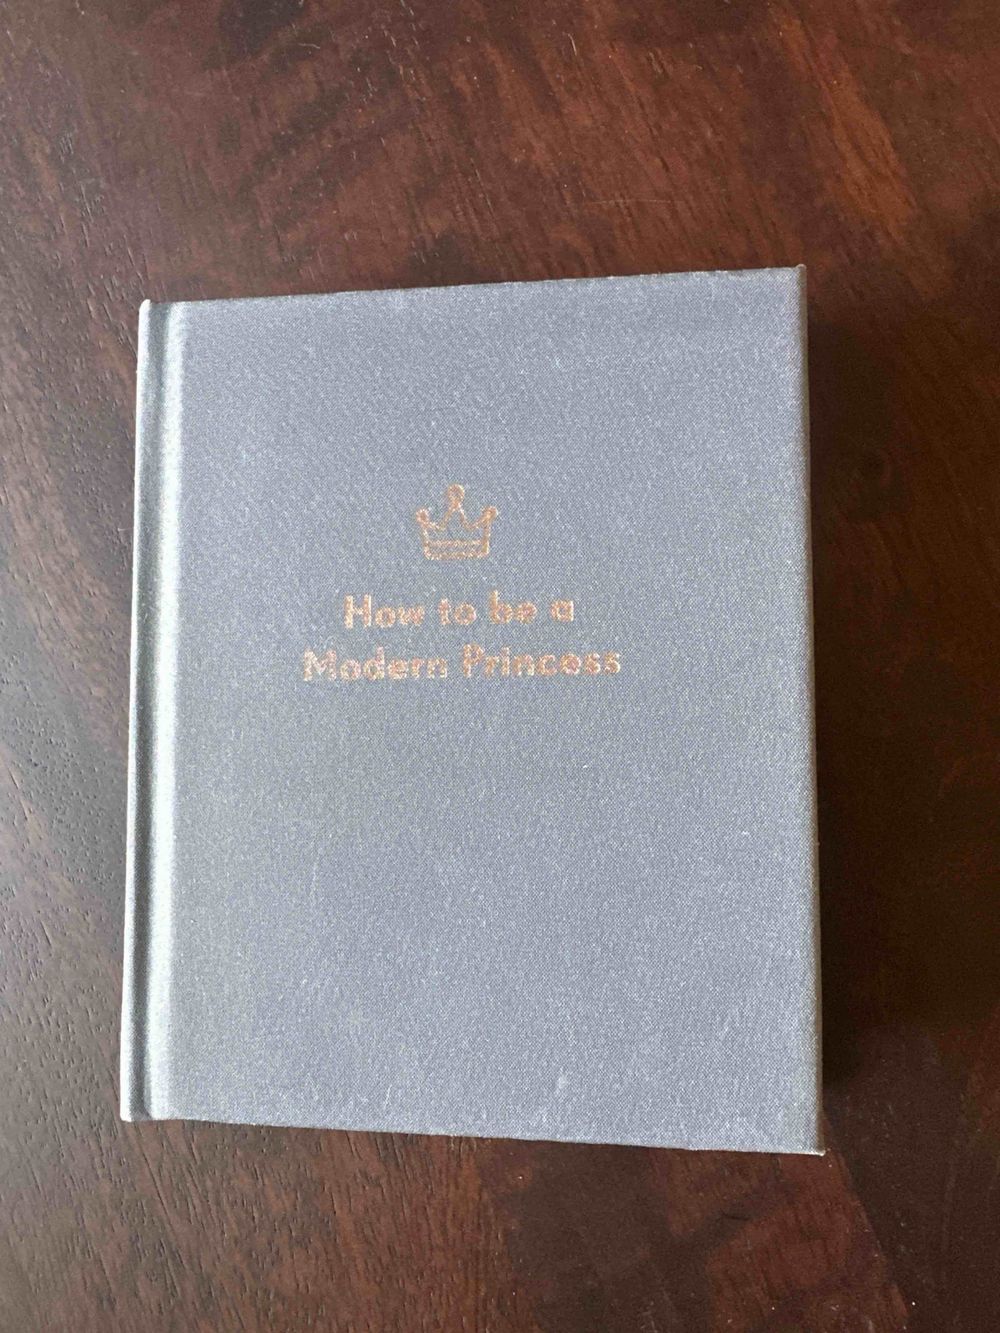 How to be a
Modern Princess